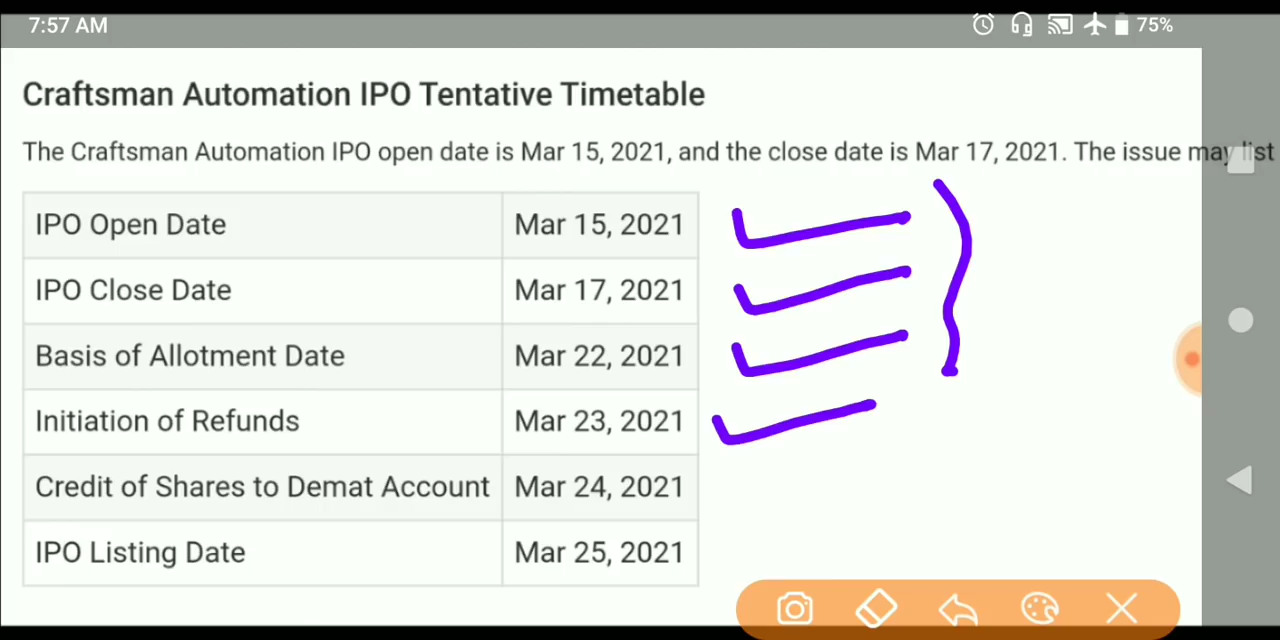 7:57 AM
75%
Craftsman Automation IPO Tentative Timetable
The Craftsman Automation IPO open date is Mar 15, 2021, and the close date is Mar 17, 2021. The issue may list
IPO Open Date Mar 15, 2021
IPO Close Date Mar 17, 2021
Basis of Allotment Date Mar 22, 2021
Initiation of Refunds Mar 23, 2021
Credit of Shares to Demat Account Mar 24, 2021
IPO Listing Date Mar 25, 2021